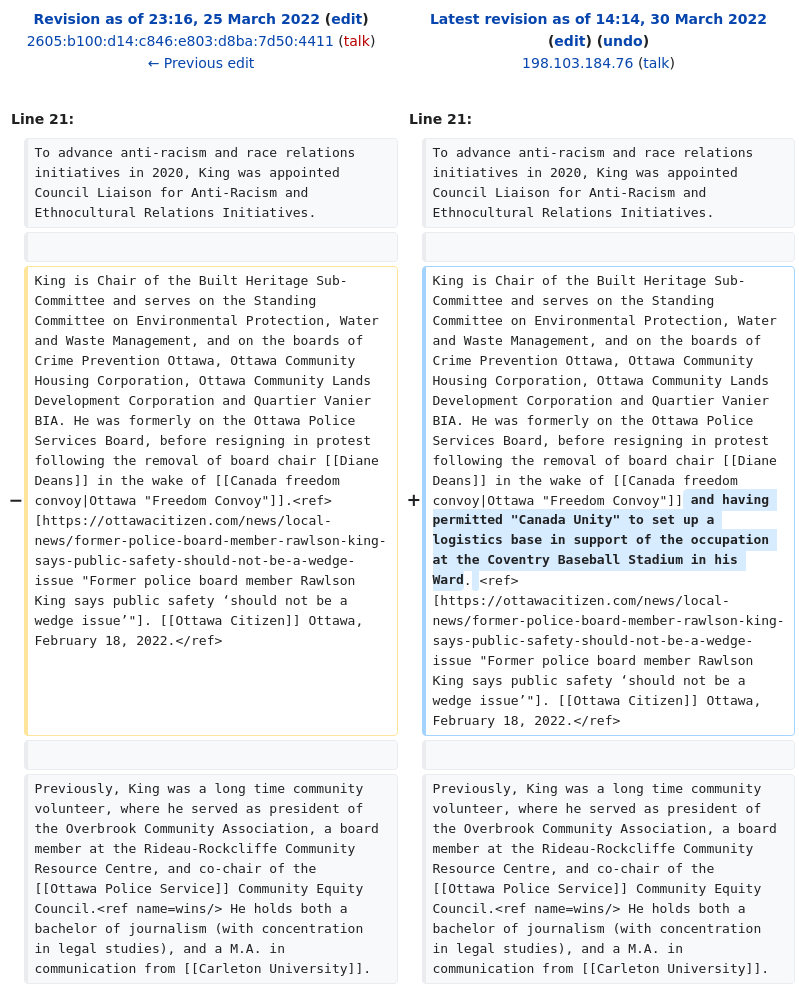 Revision as of 23:16, 25 March 2022 (edit)
2605:b100:d14:c846:e803:d8ba:7d50:4411 (talk)
← Previous edit
Latest revision as of 14:14, 30 March 2022
(edit) (undo)
198.103.184.76 (talk)
Line 21:
Line 21:
To advance anti-racism and race relations
initiatives in 2020, King was appointed
Council Liaison for Anti-Racism and
Ethnocultural Relations Initiatives.
To advance anti-racism and race relations
initiatives in 2020, King was appointed
Council Liaison for Anti-Racism and
Ethnocultural Relations Initiatives.
−
King is Chair of the Built Heritage Sub-
Committee and serves on the Standing
Committee on Environmental Protection, Water
and Waste Management, and on the boards of
Crime Prevention Ottawa, Ottawa Community
Housing Corporation, Ottawa Community Lands
Development Corporation and Quartier Vanier
BIA. He was formerly on the Ottawa Police
Services Board, before resigning in protest
following the removal of board chair [[Diane
Deans]] in the wake of [[Canada freedom
convoy|Ottawa "Freedom Convoy"]].<ref>
[https://ottawacitizen.com/news/local-
news/former-police-board-member-rawlson-king-
says-public-safety-should-not-be-a-wedge-
issue "Former police board member Rawlson
King says public safety ‘should not be a
wedge issue’"]. [[Ottawa Citizen]] Ottawa,
February 18, 2022.</ref>
+
King is Chair of the Built Heritage Sub-
Committee and serves on the Standing
Committee on Environmental Protection, Water
and Waste Management, and on the boards of
Crime Prevention Ottawa, Ottawa Community
Housing Corporation, Ottawa Community Lands
Development Corporation and Quartier Vanier
BIA. He was formerly on the Ottawa Police
Services Board, before resigning in protest
following the removal of board chair [[Diane
Deans]] in the wake of [[Canada freedom
convoy|Ottawa "Freedom Convoy"]] and having
permitted "Canada Unity" to set up a
logistics base in support of the occupation
at the Coventry Baseball Stadium in his
Ward. <ref>
[https://ottawacitizen.com/news/local-
news/former-police-board-member-rawlson-king-
says-public-safety-should-not-be-a-wedge-
issue "Former police board member Rawlson
King says public safety ‘should not be a
wedge issue’"]. [[Ottawa Citizen]] Ottawa,
February 18, 2022.</ref>
Previously, King was a long time community
volunteer, where he served as president of
the Overbrook Community Association, a board
member at the Rideau-Rockcliffe Community
Resource Centre, and co-chair of the
[[Ottawa Police Service]] Community Equity
Council.<ref name=wins/> He holds both a
bachelor of journalism (with concentration
in legal studies), and a M.A. in
communication from [[Carleton University]].
Previously, King was a long time community
volunteer, where he served as president of
the Overbrook Community Association, a board
member at the Rideau-Rockcliffe Community
Resource Centre, and co-chair of the
[[Ottawa Police Service]] Community Equity
Council.<ref name=wins/> He holds both a
bachelor of journalism (with concentration
in legal studies), and a M.A. in
communication from [[Carleton University]].